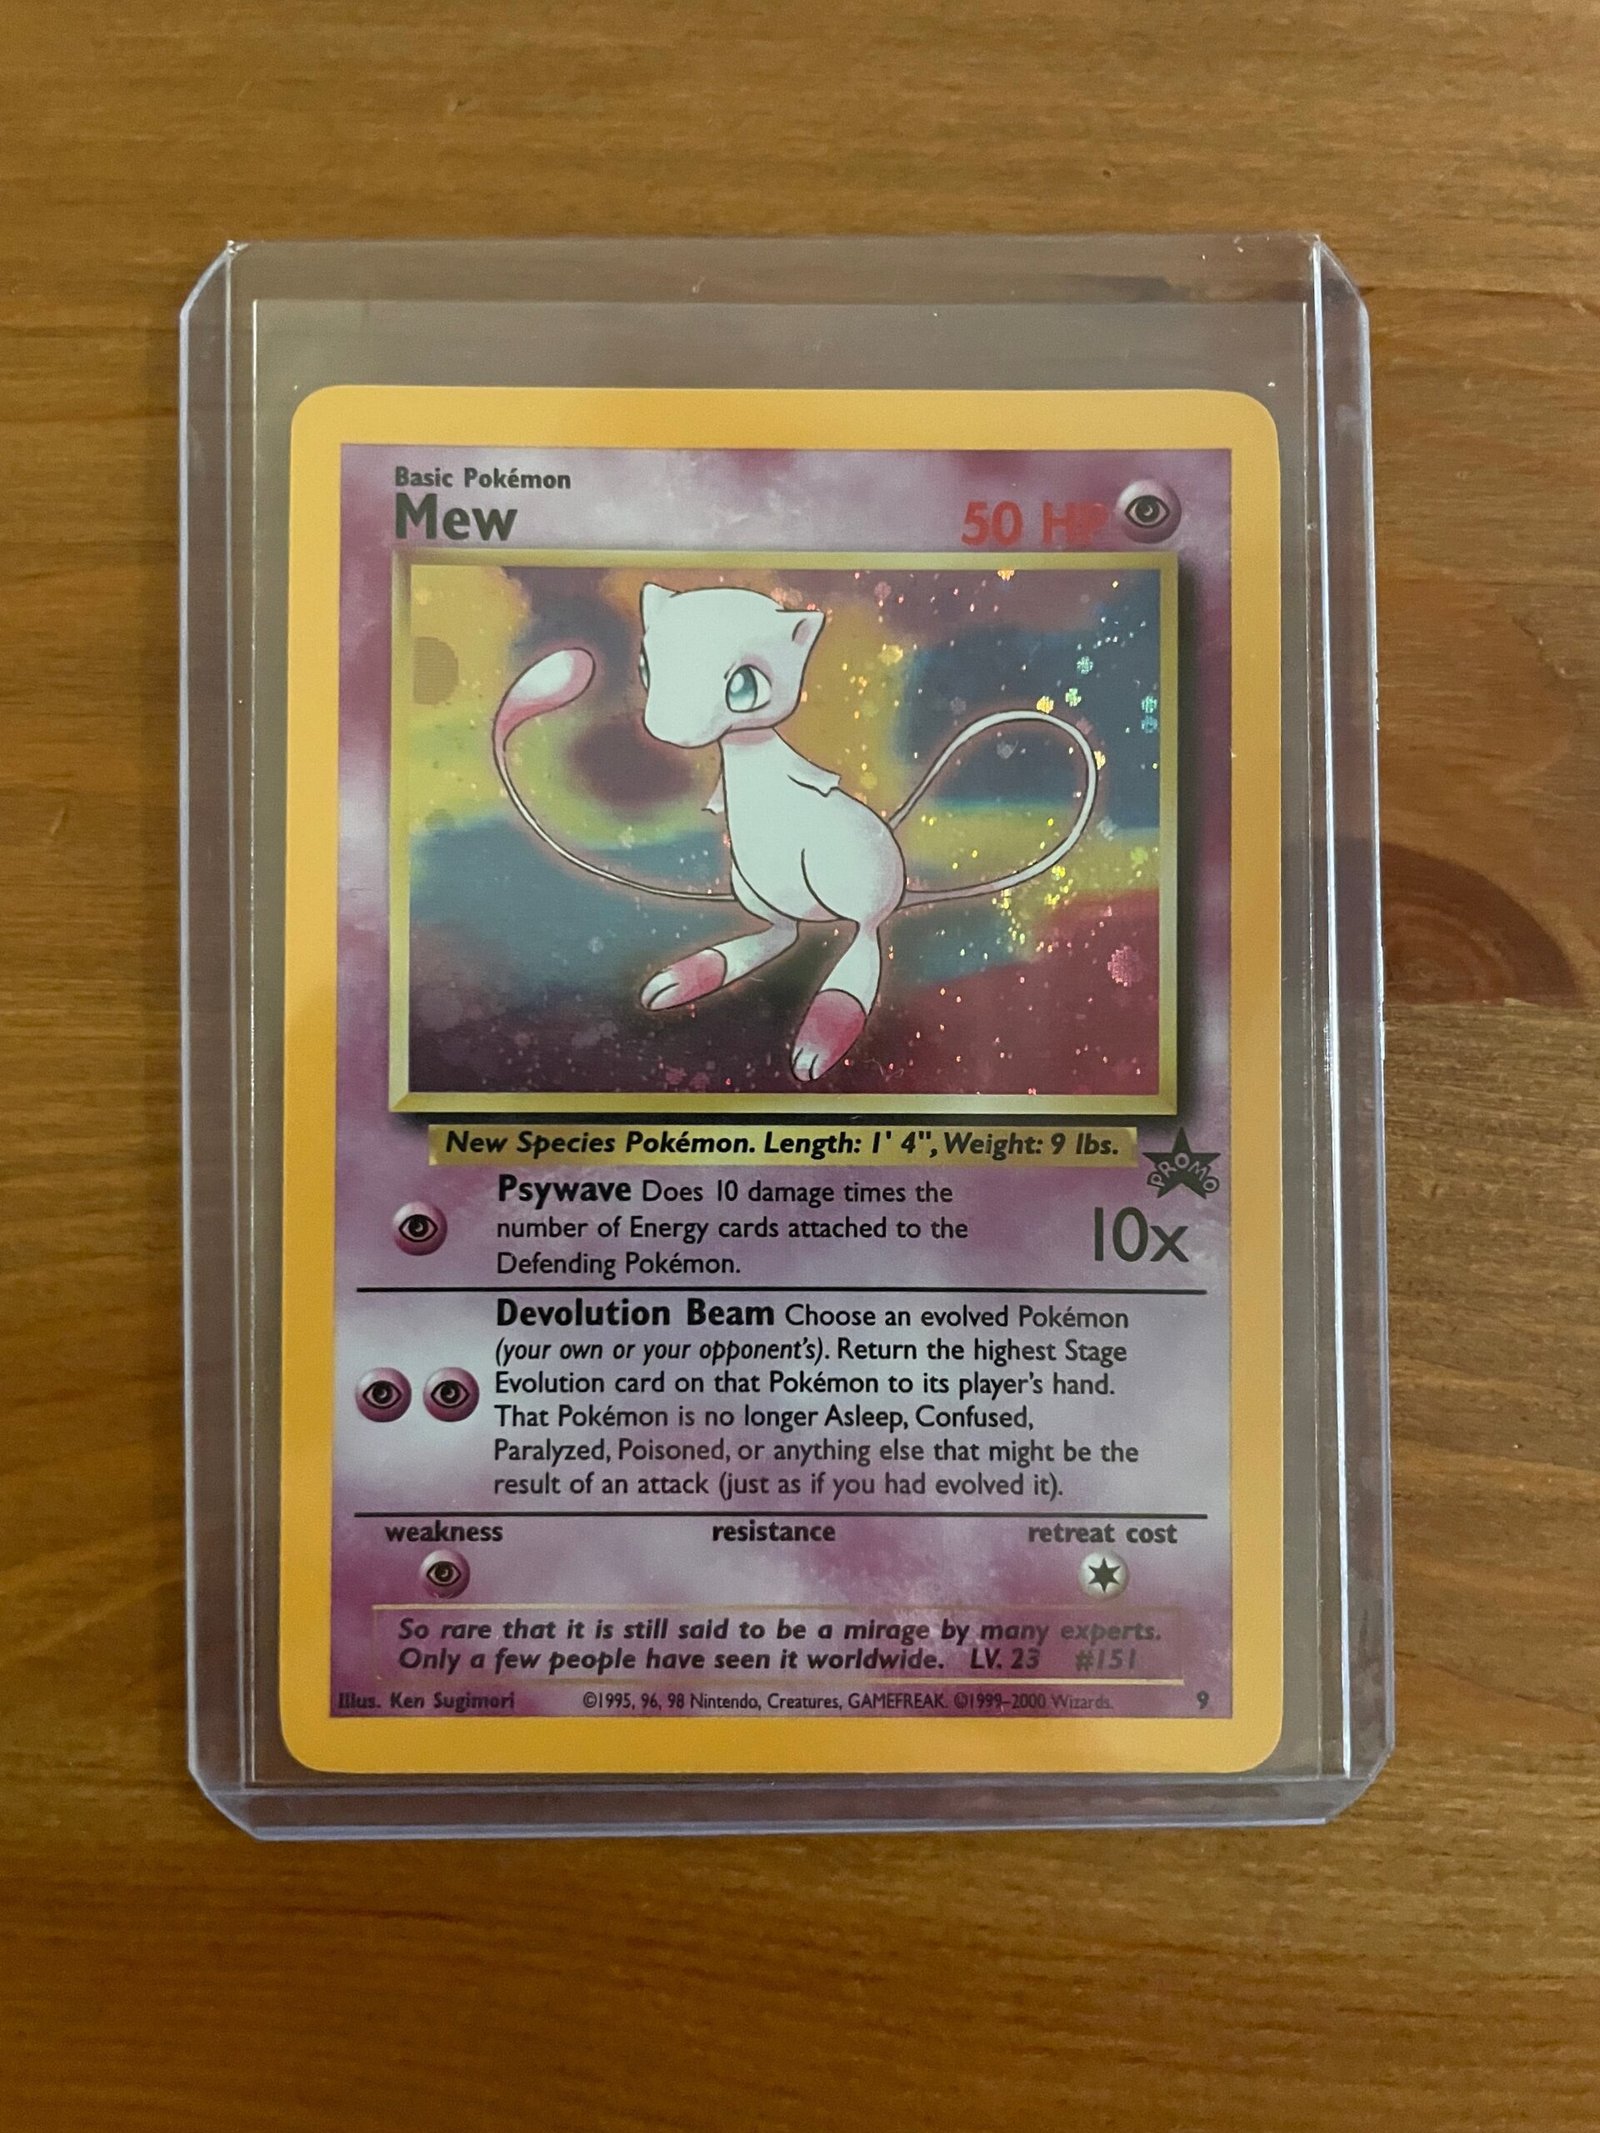 Basic Pokémon
Mew
50 HP
New Species Pokémon. Length: 1' 4", Weight: 9 lbs.
PROMO
Psywave Does 10 damage times the
number of Energy cards attached to the
Defending Pokémon.
10x
Devolution Beam Choose an evolved Pokémon
(your own or your opponent's). Return the highest Stage
Evolution card on that Pokémon to its player's hand.
That Pokémon is no longer Asleep, Confused,
Paralyzed, Poisoned, or anything else that might be the
result of an attack (just as if you had evolved it).
weakness resistance retreat cost
So rare that it is still said to be a mirage by many experts.
Only a few people have seen it worldwide. LV. 23 #151
Illus. Ken Sugimori ©1995, 96, 98 Nintendo, Creatures, GAMEFREAK. ©1999–2000 Wizards. 9